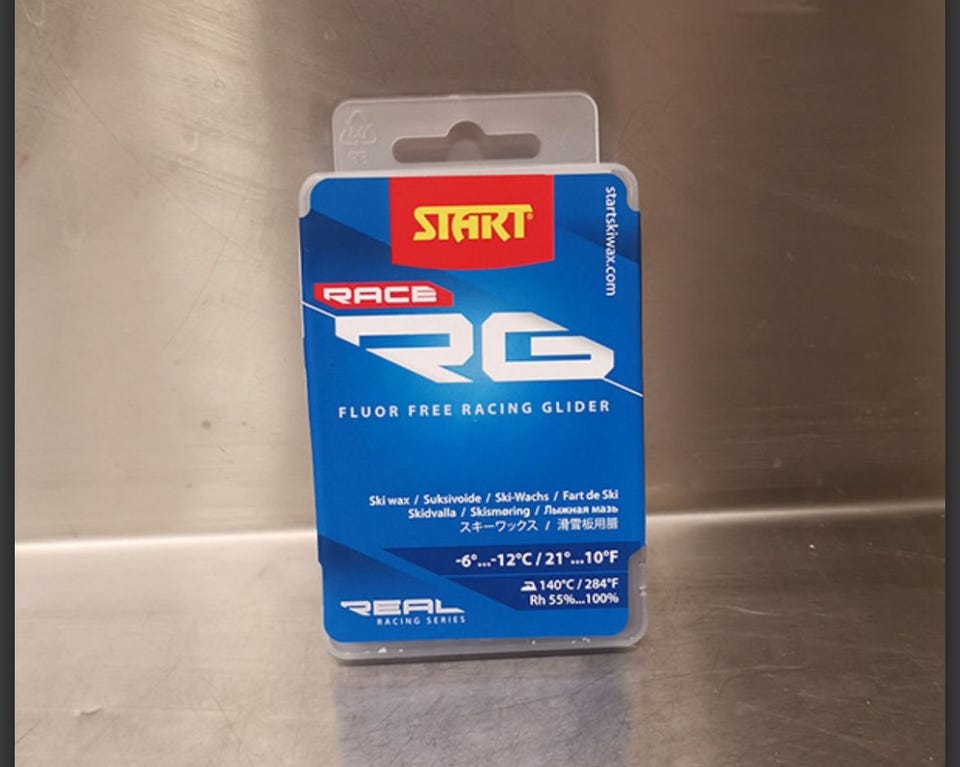 START®
startskiwax.com
RACE
RG
FLUOR FREE RACING GLIDER
Ski wax / Suksivoide / Ski-Wachs / Fart de Ski
Skidvalla / Skismøring / Лыжная мазь
スキーワックス / 滑雪板用腊
-6°...-12°C / 21°...10°F
140°C / 284°F
Rh 55%...100%
REAL
RACING SERIES